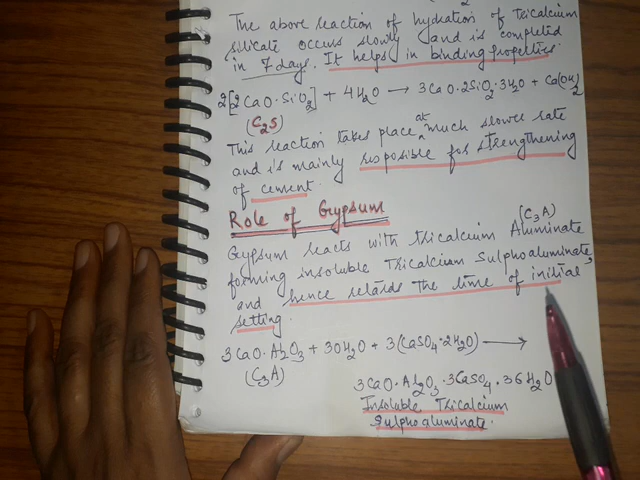 The above reaction of hydration of Tricalcium
silicate occurs slowly and is completed
in 7 days. It helps in binding properties.
2[2CaO·SiO₂] + 4H₂O → 3CaO·2SiO₂·3H₂O + Ca(OH)₂
(C₂S)
This reaction takes place at much slower rate
and is mainly resposible for strengthening
of cement.
Role of Gypsum
(C₃A)
Gypsum reacts with tricalcium Aluminate
forming insoluble Tricalcium Sulphoaluminate,
and hence retards the time of initial
setting.
3CaO·Al₂O₃ + 30H₂O + 3(CaSO₄·2H₂O) →
(C₃A)
3CaO·Al₂O₃·3CaSO₄·36H₂O
Insoluble Tricalcium
Sulphoaluminate.